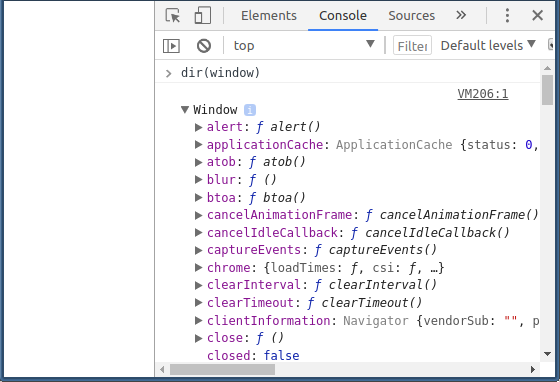 Elements Console Sources »
top Filter Default levels
dir(window)
VM206:1
Window i
alert: ƒ alert()
applicationCache: ApplicationCache {status: 0,
atob: ƒ atob()
blur: ƒ ()
btoa: ƒ btoa()
cancelAnimationFrame: ƒ cancelAnimationFrame()
cancelIdleCallback: ƒ cancelIdleCallback()
captureEvents: ƒ captureEvents()
chrome: {loadTimes: ƒ, csi: ƒ, …}
clearInterval: ƒ clearInterval()
clearTimeout: ƒ clearTimeout()
clientInformation: Navigator {vendorSub: "", p
close: ƒ ()
closed: false